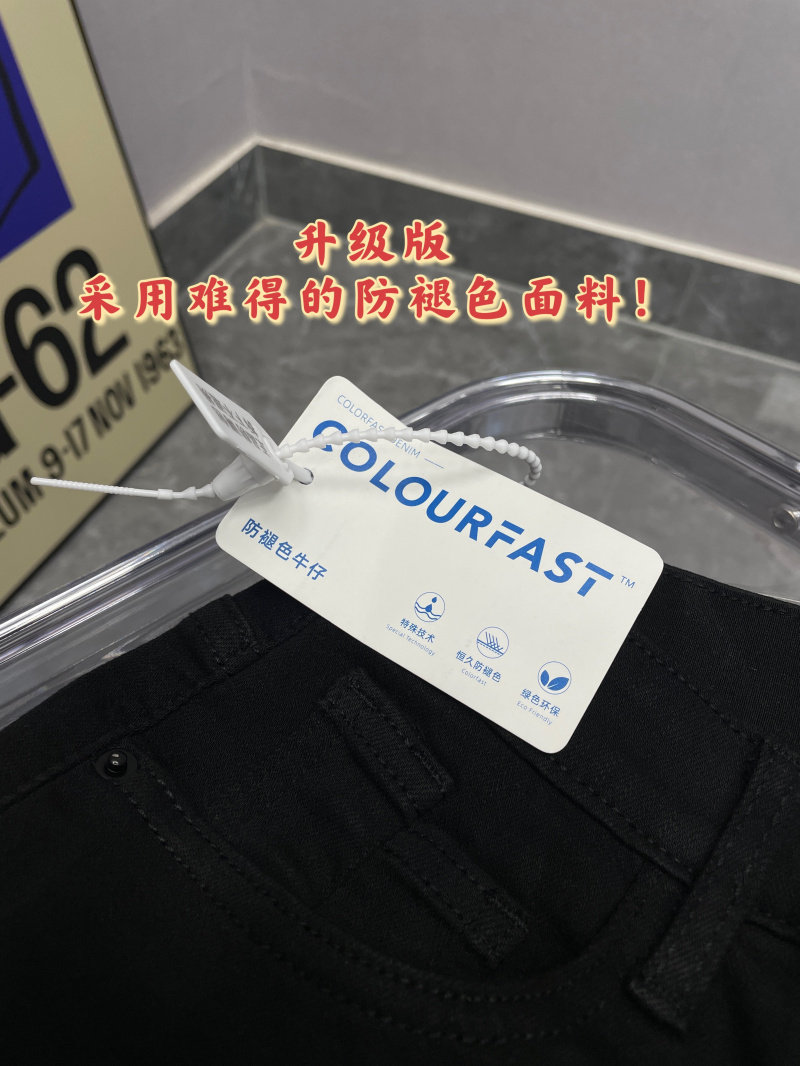 升级版
采用难得的防褪色面料!
-62
EUM 9-17 NOV 1963
COLORFAST DENIM
COLOURFAST™
防褪色牛仔
特殊技术
Special Technology
恒久防褪色
Colorfast
绿色环保
Eco-Friendly